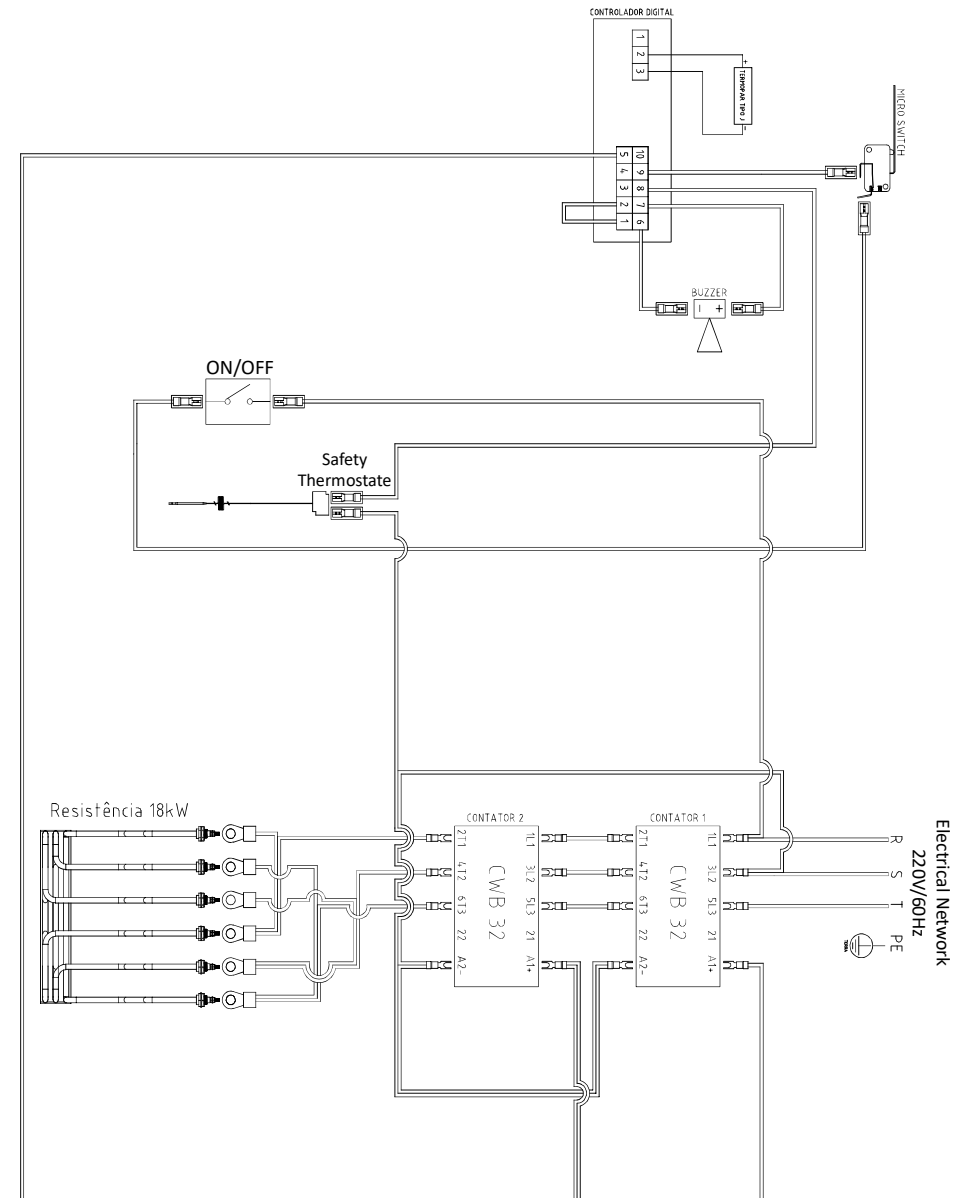 CONTROLADOR DIGITAL
1
2
3
+
TERMOPAR TIPO J
-
MICRO SWITCH
5 10
4 9
3 8
2 7
1 6
BUZZER
- +
ON/OFF
Safety
Thermostate
Resistência 18kW
CONTATOR 2
2T1 1L1
4T2 3L2
6T3 5L3
22 21
A2- A1+
CWB 32
CONTATOR 1
2T1 1L1
4T2 3L2
6T3 5L3
22 21
A2- A1+
CWB 32
R
S
T
PE
Electrical Network
220V/60Hz